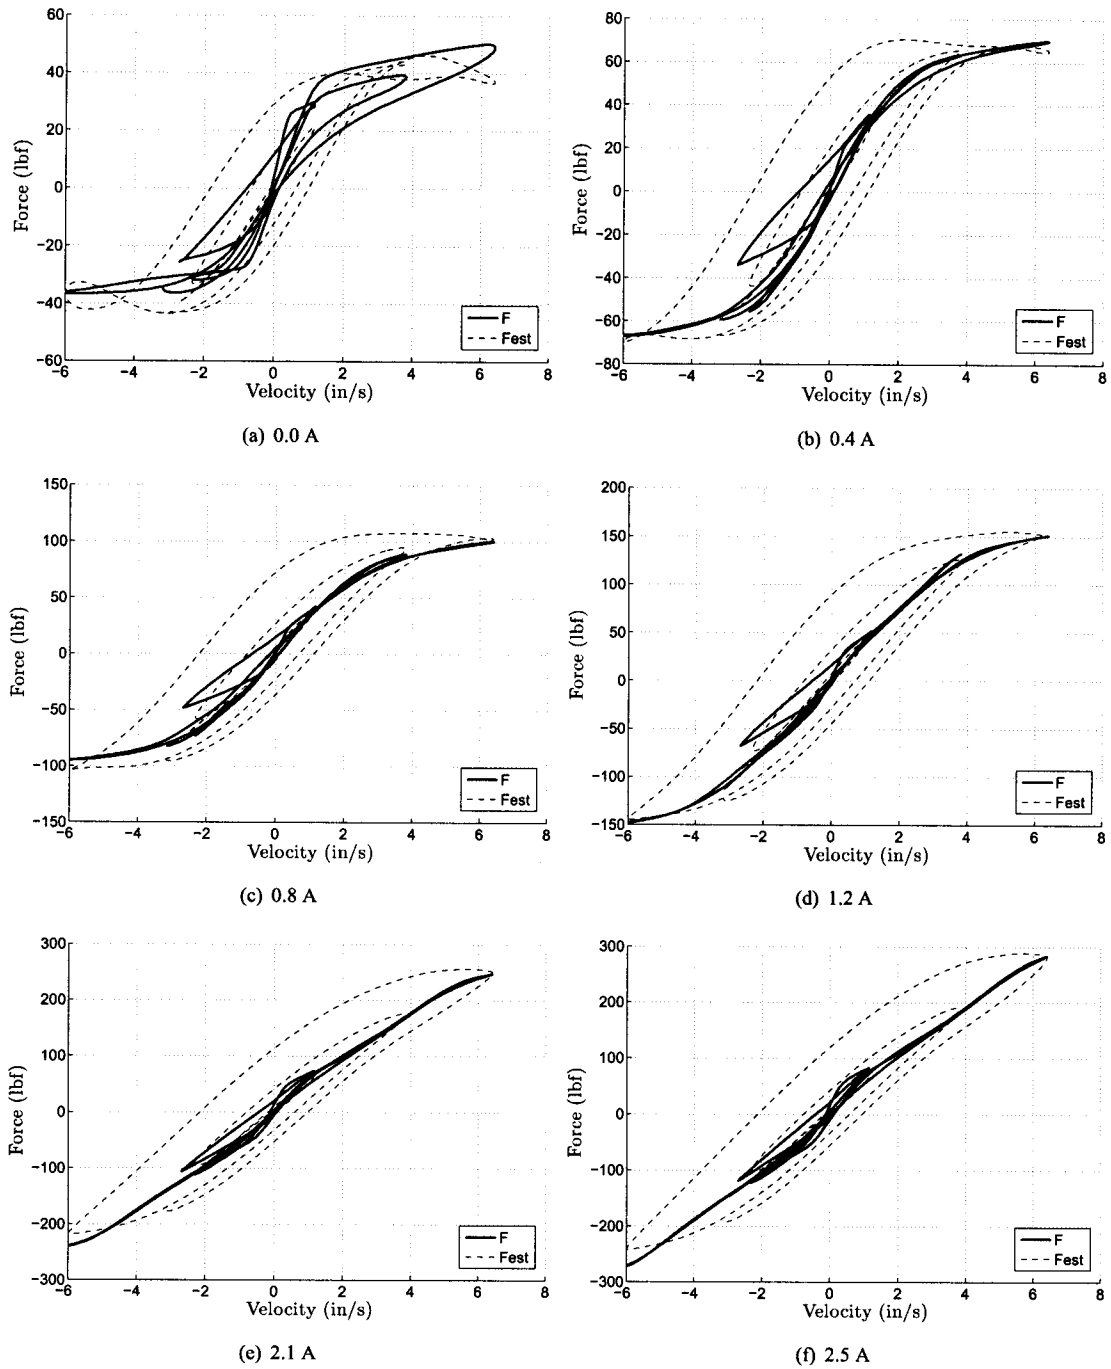 60
40
20
0
−20
−40
−60
Force (lbf)
−6 −4 −2 0 2 4 6 8
Velocity (in/s)
F
Fest
(a) 0.0 A
80
60
40
20
0
−20
−40
−60
−80
Force (lbf)
−6 −4 −2 0 2 4 6 8
Velocity (in/s)
F
Fest
(b) 0.4 A
150
100
50
0
−50
−100
−150
Force (lbf)
−6 −4 −2 0 2 4 6 8
Velocity (in/s)
F
Fest
(c) 0.8 A
200
150
100
50
0
−50
−100
−150
Force (lbf)
−6 −4 −2 0 2 4 6 8
Velocity (in/s)
F
Fest
(d) 1.2 A
300
200
100
0
−100
−200
−300
Force (lbf)
−6 −4 −2 0 2 4 6 8
Velocity (in/s)
F
Fest
(e) 2.1 A
300
200
100
0
−100
−200
−300
Force (lbf)
−6 −4 −2 0 2 4 6 8
Velocity (in/s)
F
Fest
(f) 2.5 A